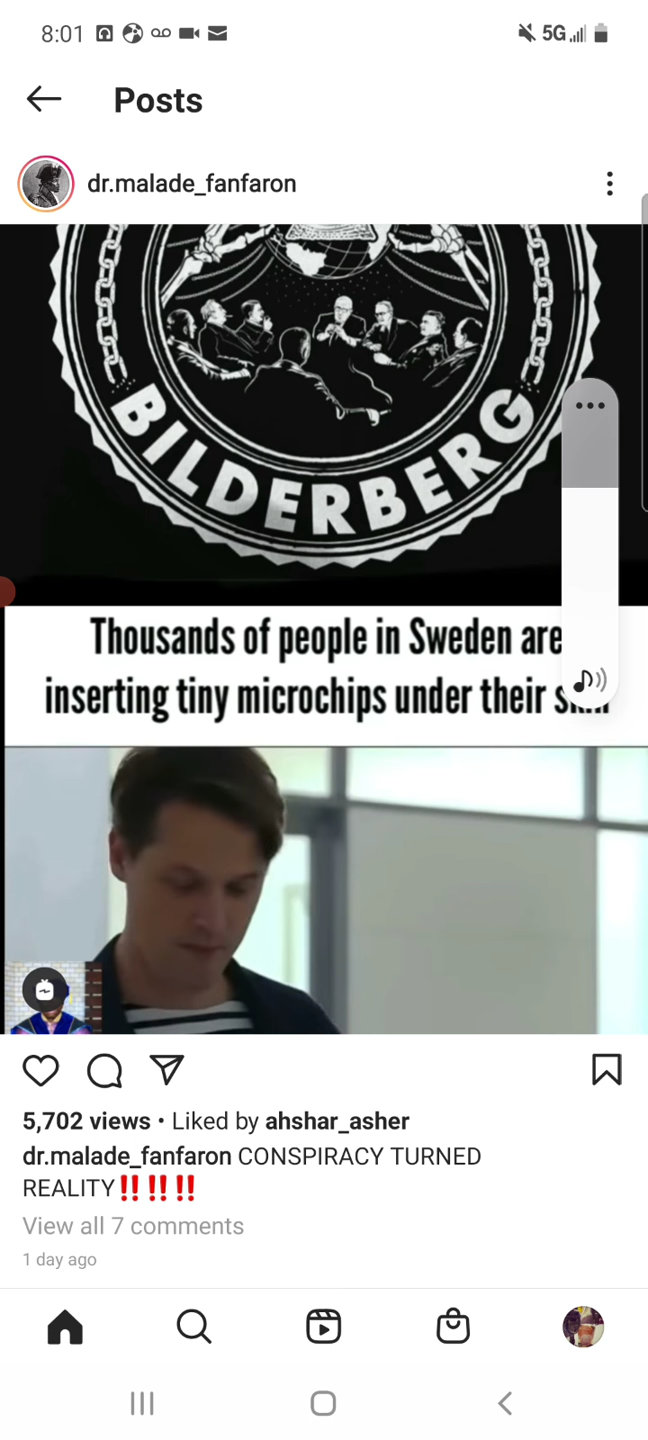 8:01
5G
Posts
dr.malade_fanfaron
BILDERBERG
Thousands of people in Sweden are
inserting tiny microchips under their
5,702 views • Liked by ahshar_asher
dr.malade_fanfaron CONSPIRACY TURNED
REALITY‼️‼️‼️
View all 7 comments
1 day ago